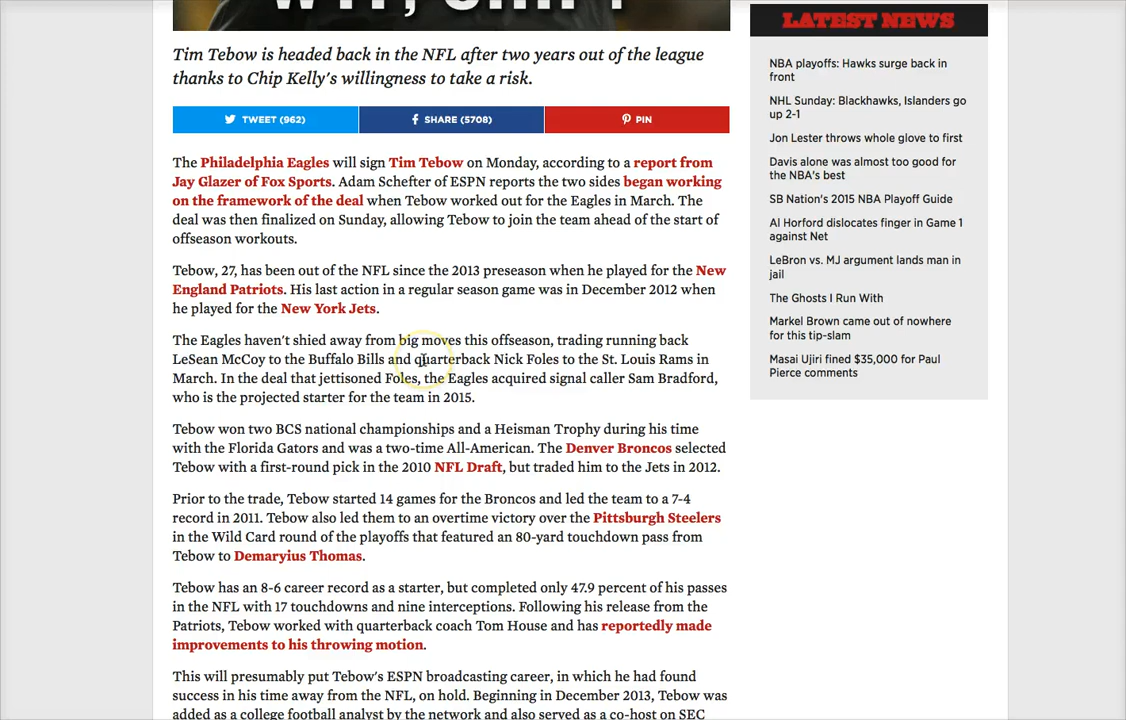 Tim Tebow is headed back in the NFL after two years out of the league
thanks to Chip Kelly's willingness to take a risk.
TWEET (962)
SHARE (5708)
PIN
The Philadelphia Eagles will sign Tim Tebow on Monday, according to a report from
Jay Glazer of Fox Sports. Adam Schefter of ESPN reports the two sides began working
on the framework of the deal when Tebow worked out for the Eagles in March. The
deal was then finalized on Sunday, allowing Tebow to join the team ahead of the start of
offseason workouts.
Tebow, 27, has been out of the NFL since the 2013 preseason when he played for the New
England Patriots. His last action in a regular season game was in December 2012 when
he played for the New York Jets.
The Eagles haven't shied away from big moves this offseason, trading running back
LeSean McCoy to the Buffalo Bills and quarterback Nick Foles to the St. Louis Rams in
March. In the deal that jettisoned Foles, the Eagles acquired signal caller Sam Bradford,
who is the projected starter for the team in 2015.
Tebow won two BCS national championships and a Heisman Trophy during his time
with the Florida Gators and was a two-time All-American. The Denver Broncos selected
Tebow with a first-round pick in the 2010 NFL Draft, but traded him to the Jets in 2012.
Prior to the trade, Tebow started 14 games for the Broncos and led the team to a 7-4
record in 2011. Tebow also led them to an overtime victory over the Pittsburgh Steelers
in the Wild Card round of the playoffs that featured an 80-yard touchdown pass from
Tebow to Demaryius Thomas.
Tebow has an 8-6 career record as a starter, but completed only 47.9 percent of his passes
in the NFL with 17 touchdowns and nine interceptions. Following his release from the
Patriots, Tebow worked with quarterback coach Tom House and has reportedly made
improvements to his throwing motion.
This will presumably put Tebow's ESPN broadcasting career, in which he had found
success in his time away from the NFL, on hold. Beginning in December 2013, Tebow was
added as a college football analyst by the network and also served as a co-host on SEC
LATEST NEWS
NBA playoffs: Hawks surge back in
front
NHL Sunday: Blackhawks, Islanders go
up 2-1
Jon Lester throws whole glove to first
Davis alone was almost too good for
the NBA's best
SB Nation's 2015 NBA Playoff Guide
Al Horford dislocates finger in Game 1
against Net
LeBron vs. MJ argument lands man in
jail
The Ghosts I Run With
Markel Brown came out of nowhere
for this tip-slam
Masai Ujiri fined $35,000 for Paul
Pierce comments